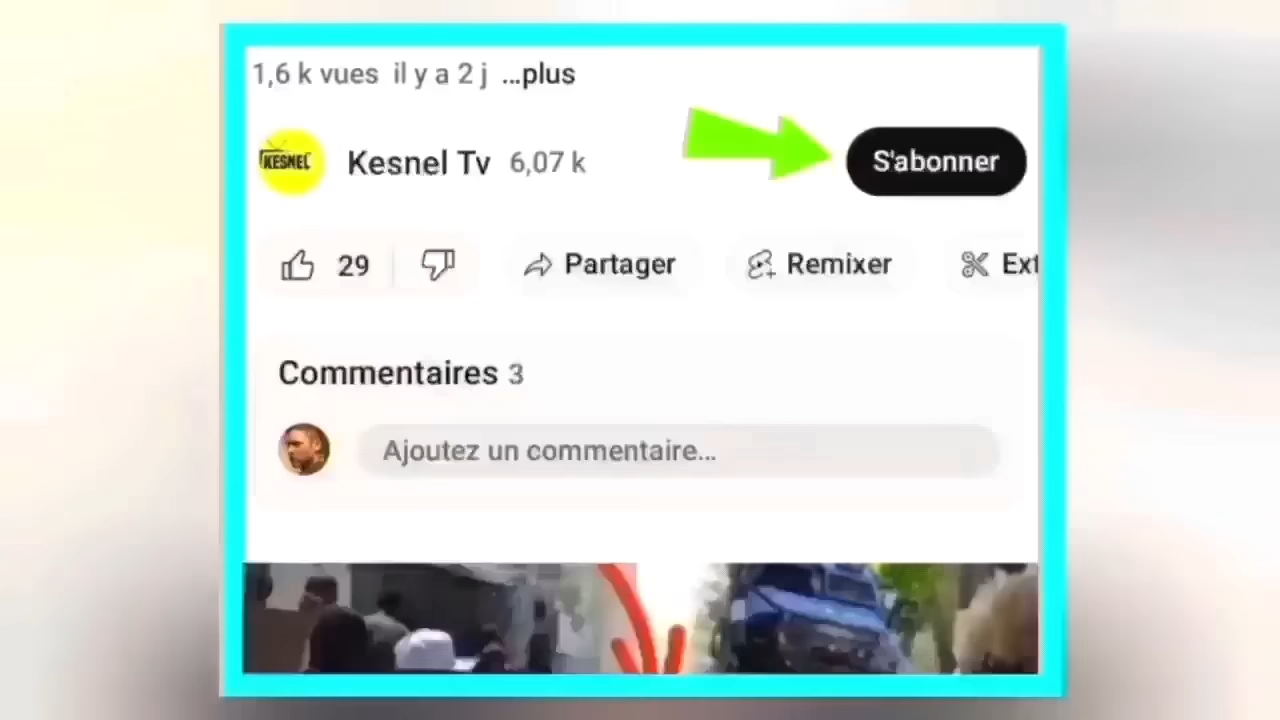 1,6 k vues il y a 2 j ...plus
KESNEL Kesnel Tv 6,07 k S'abonner
29 Partager Remixer Ext
Commentaires 3
Ajoutez un commentaire...